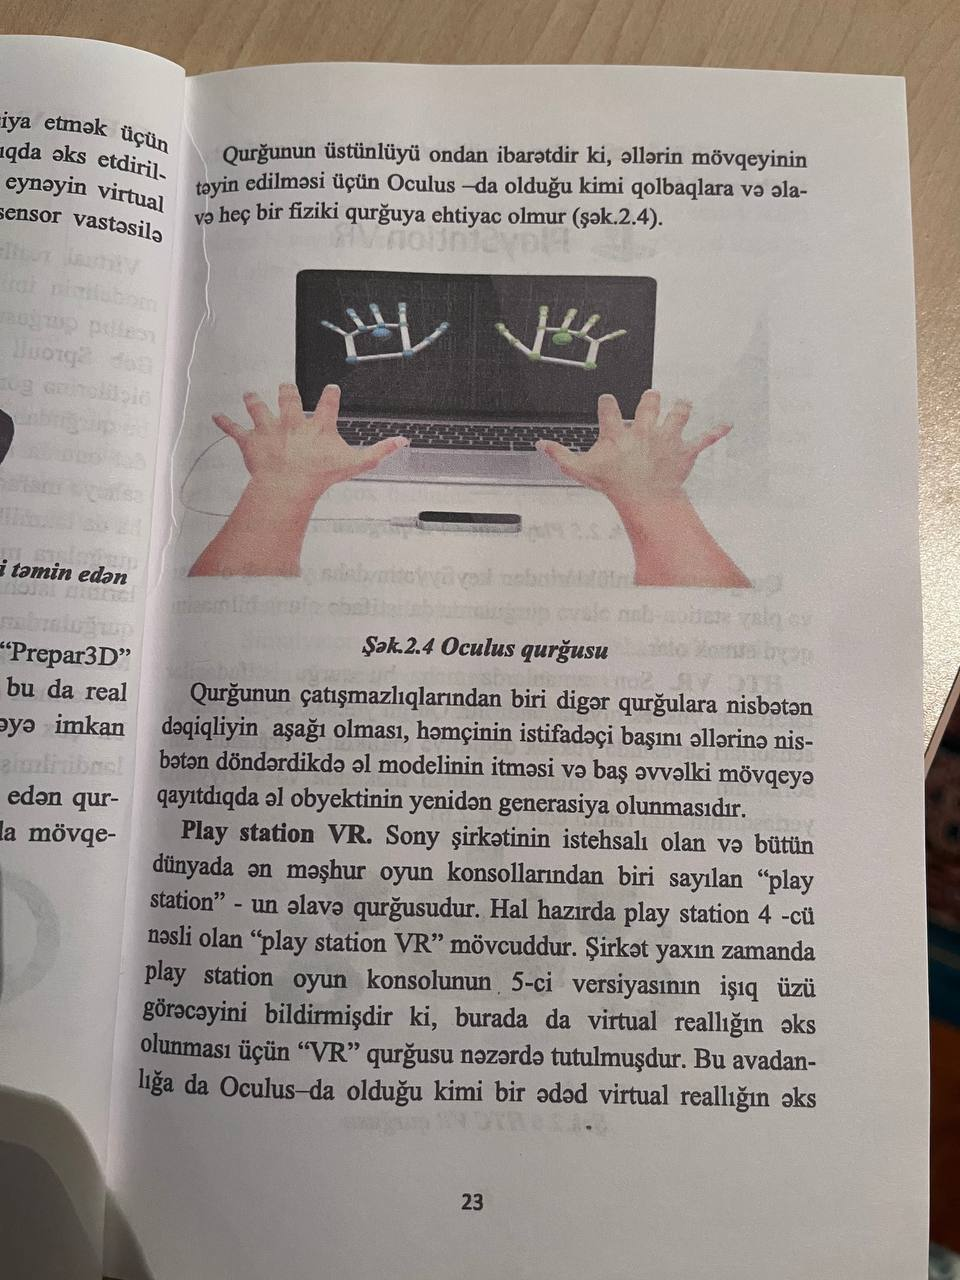 iya etmək üçün
ıqda əks etdiril-
eynəyin virtual
sensor vastəsilə
i təmin edən
“Prepar3D”
bu da real
əyə imkan
edən qur-
la mövqe-
Qurğunun üstünlüyü ondan ibarətdir ki, əllərin mövqeyinin
təyin edilməsi üçün Oculus –da olduğu kimi qolbaqlara və əla-
və heç bir fiziki qurğuya ehtiyac olmur (şək.2.4).
Şək.2.4 Oculus qurğusu
Qurğunun çatışmazlıqlarından biri digər qurğulara nisbətən
dəqiqliyin aşağı olması, həmçinin istifadəçi başını əllərinə nis-
bətən döndərdikdə əl modelinin itməsi və baş əvvəlki mövqeyə
qayıtdıqda əl obyektinin yenidən generasiya olunmasıdır.
Play station VR. Sony şirkətinin istehsalı olan və bütün
dünyada ən məşhur oyun konsollarından biri sayılan “play
station” - un əlavə qurğusudur. Hal hazırda play station 4 -cü
nəsli olan “play station VR” mövcuddur. Şirkət yaxın zamanda
play station oyun konsolunun 5-ci versiyasının işıq üzü
görəcəyini bildirmişdir ki, burada da virtual reallığın əks
olunması üçün “VR” qurğusu nəzərdə tutulmuşdur. Bu avadan-
lığa da Oculus–da olduğu kimi bir ədəd virtual reallığın əks
23